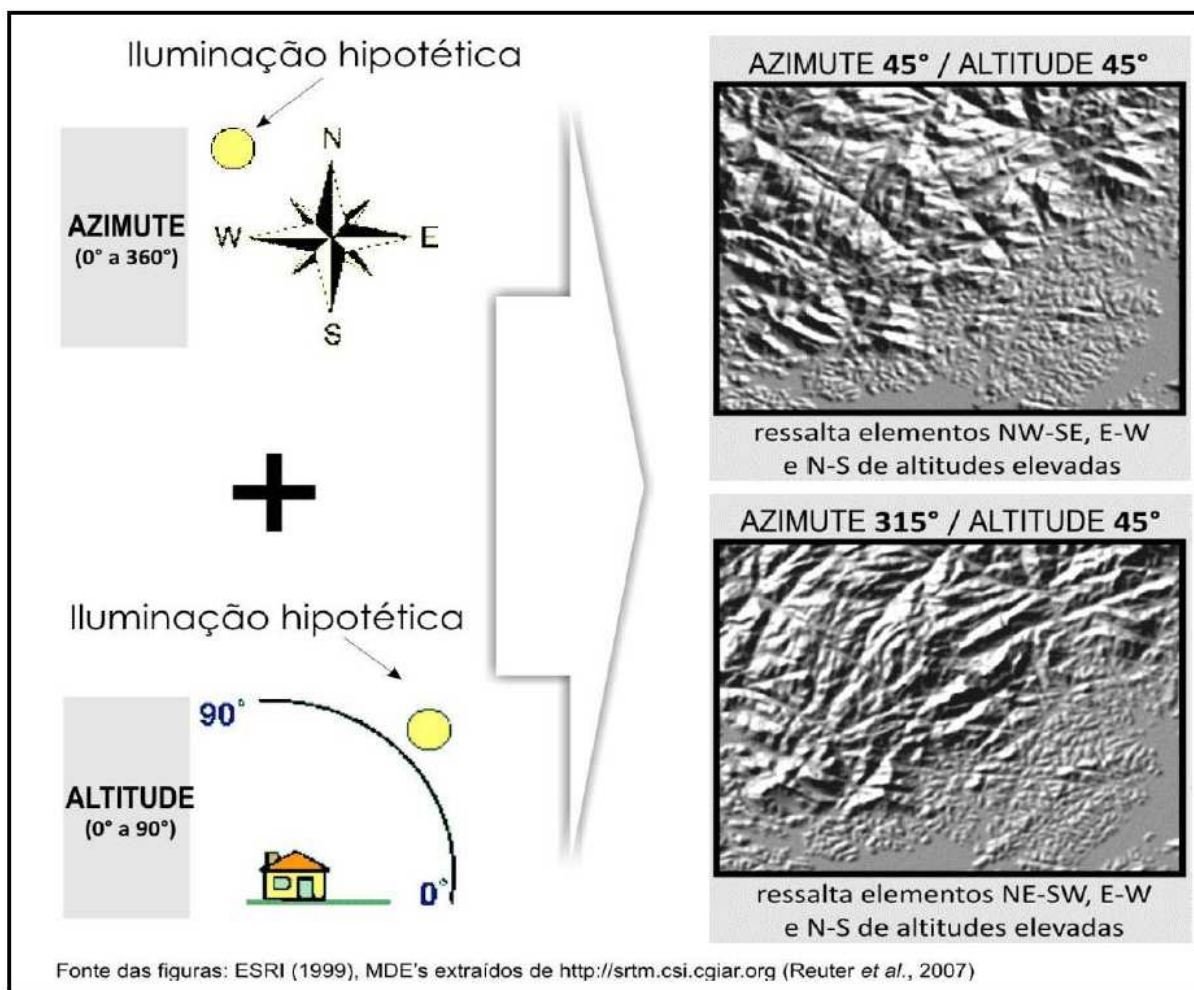 Iluminação hipotética
AZIMUTE
(0° a 360°)
N
W
E
S
Iluminação hipotética
ALTITUDE
(0° a 90°)
90°
0°
AZIMUTE 45° / ALTITUDE 45°
ressalta elementos NW-SE, E-W
e N-S de altitudes elevadas
AZIMUTE 315° / ALTITUDE 45°
ressalta elementos NE-SW, E-W
e N-S de altitudes elevadas
Fonte das figuras: ESRI (1999), MDE's extraídos de http://srtm.csi.cgiar.org (Reuter et al., 2007)